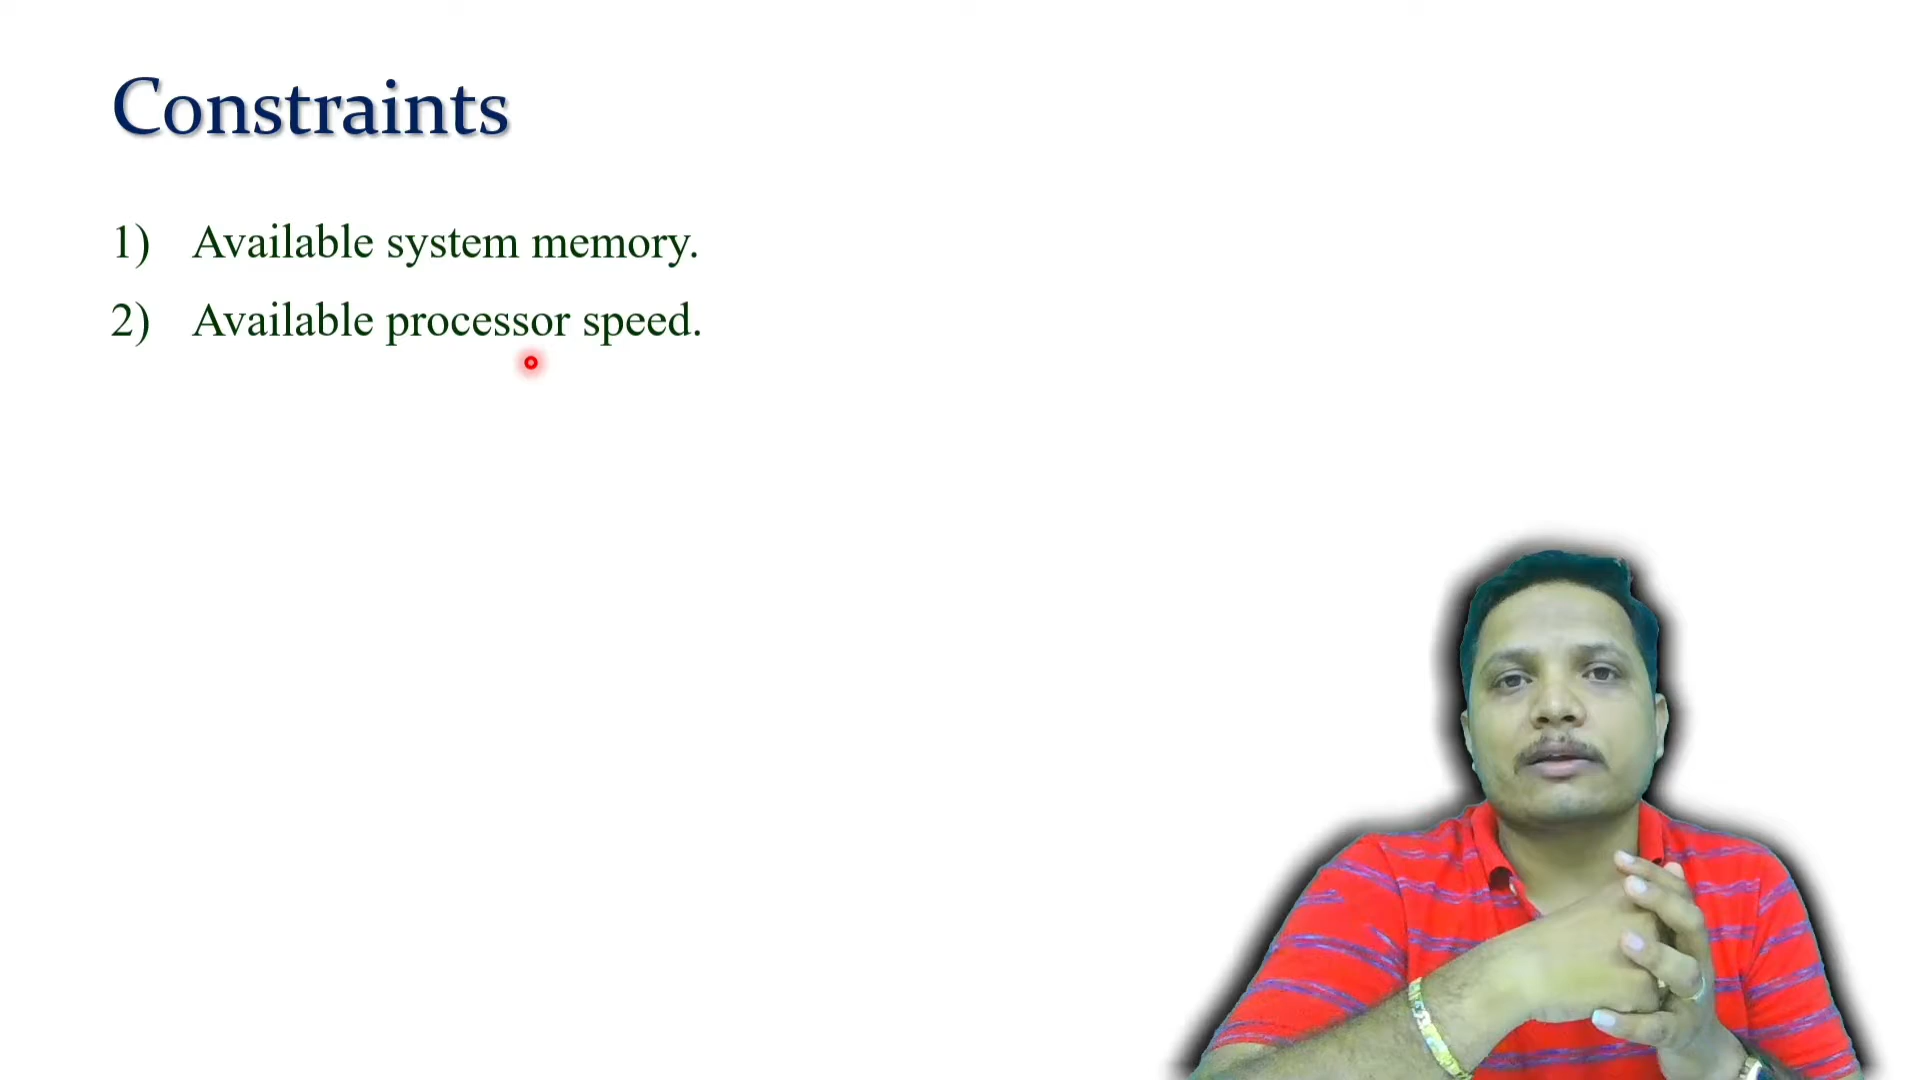 Constraints
1) Available system memory.
2) Available processor speed.